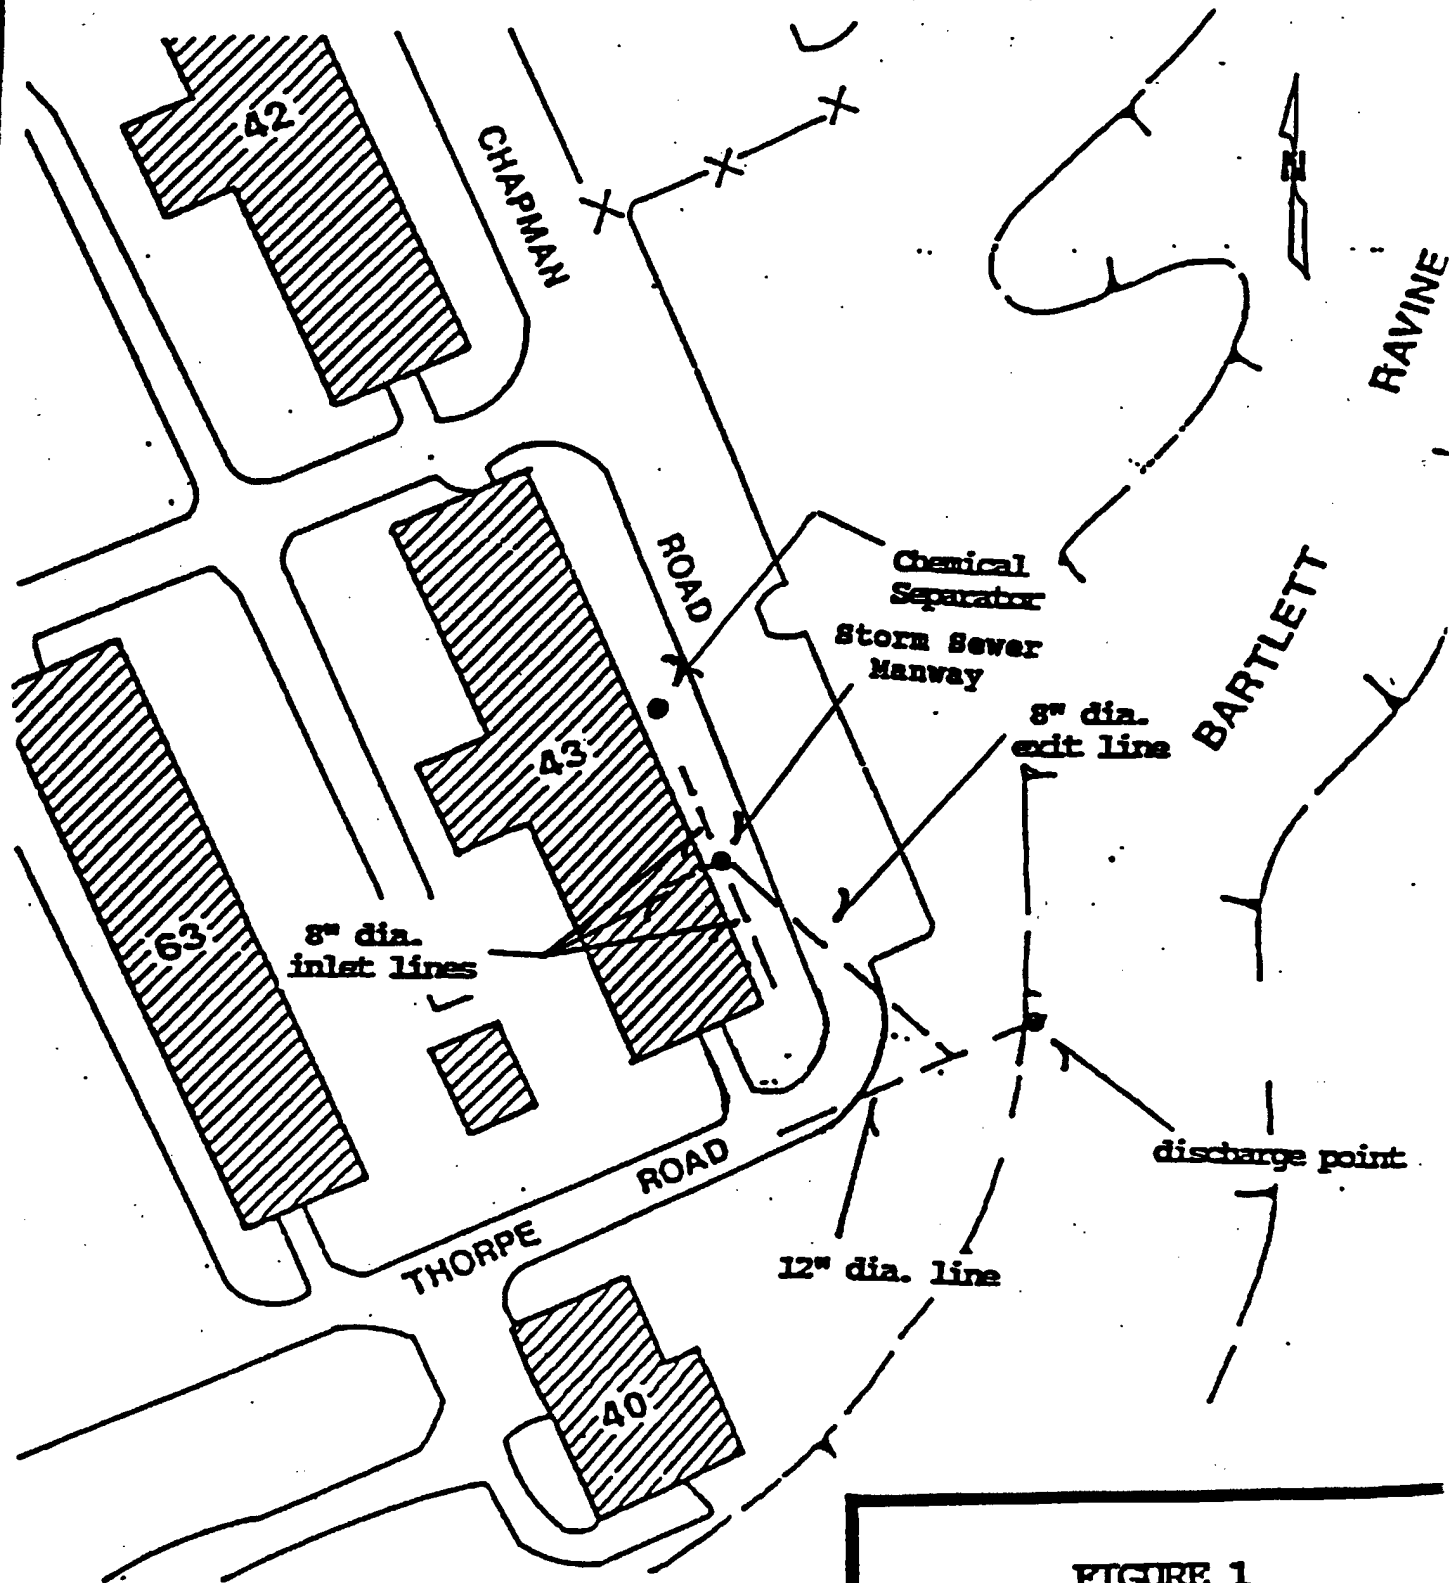 42
CHAPMAN
N
RAVINE
ROAD
Chemical
Separator
Storm Sewer
Manway
BARTLETT
8" dia.
exit line
43
63
8" dia.
inlet lines
discharge point
ROAD
THORPE
12" dia. line
40
FIGURE 1